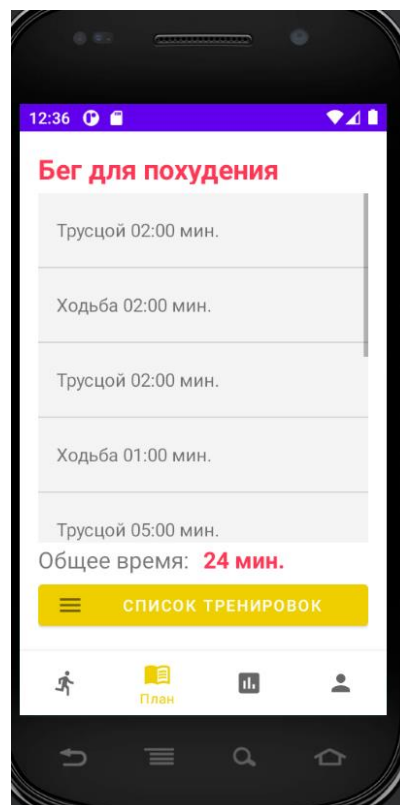 12:36
Бег для похудения
Трусцой 02:00 мин.
Ходьба 02:00 мин.
Трусцой 02:00 мин.
Ходьба 01:00 мин.
Трусцой 05:00 мин.
Общее время: 24 мин.
СПИСОК ТРЕНИРОВОК
План